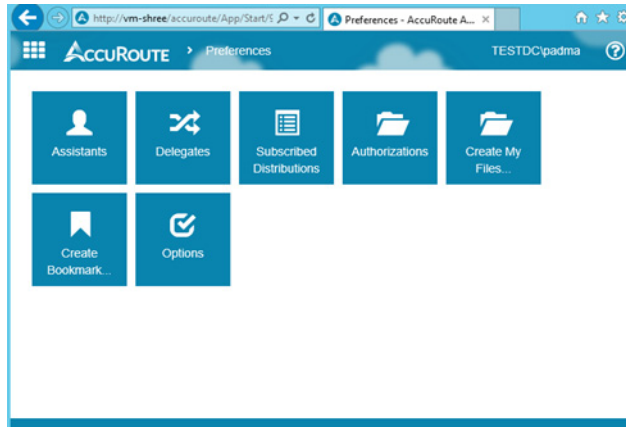 http://vm-shree/accuroute/App/Start/S
Preferences - AccuRoute A...
ACCUROUTE > Preferences
TESTDC\padma
Assistants
Delegates
Subscribed
Distributions
Authorizations
Create My
Files...
Create
Bookmark...
Options